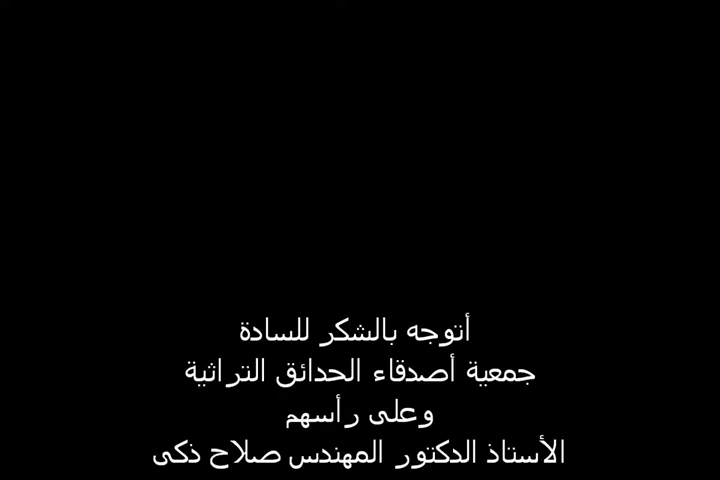 أتوجه بالشكر للسادة
جمعية أصدقاء الحدائق التراثية
وعلى رأسهم
الأستاذ الدكتور المهندس صلاح ذكى